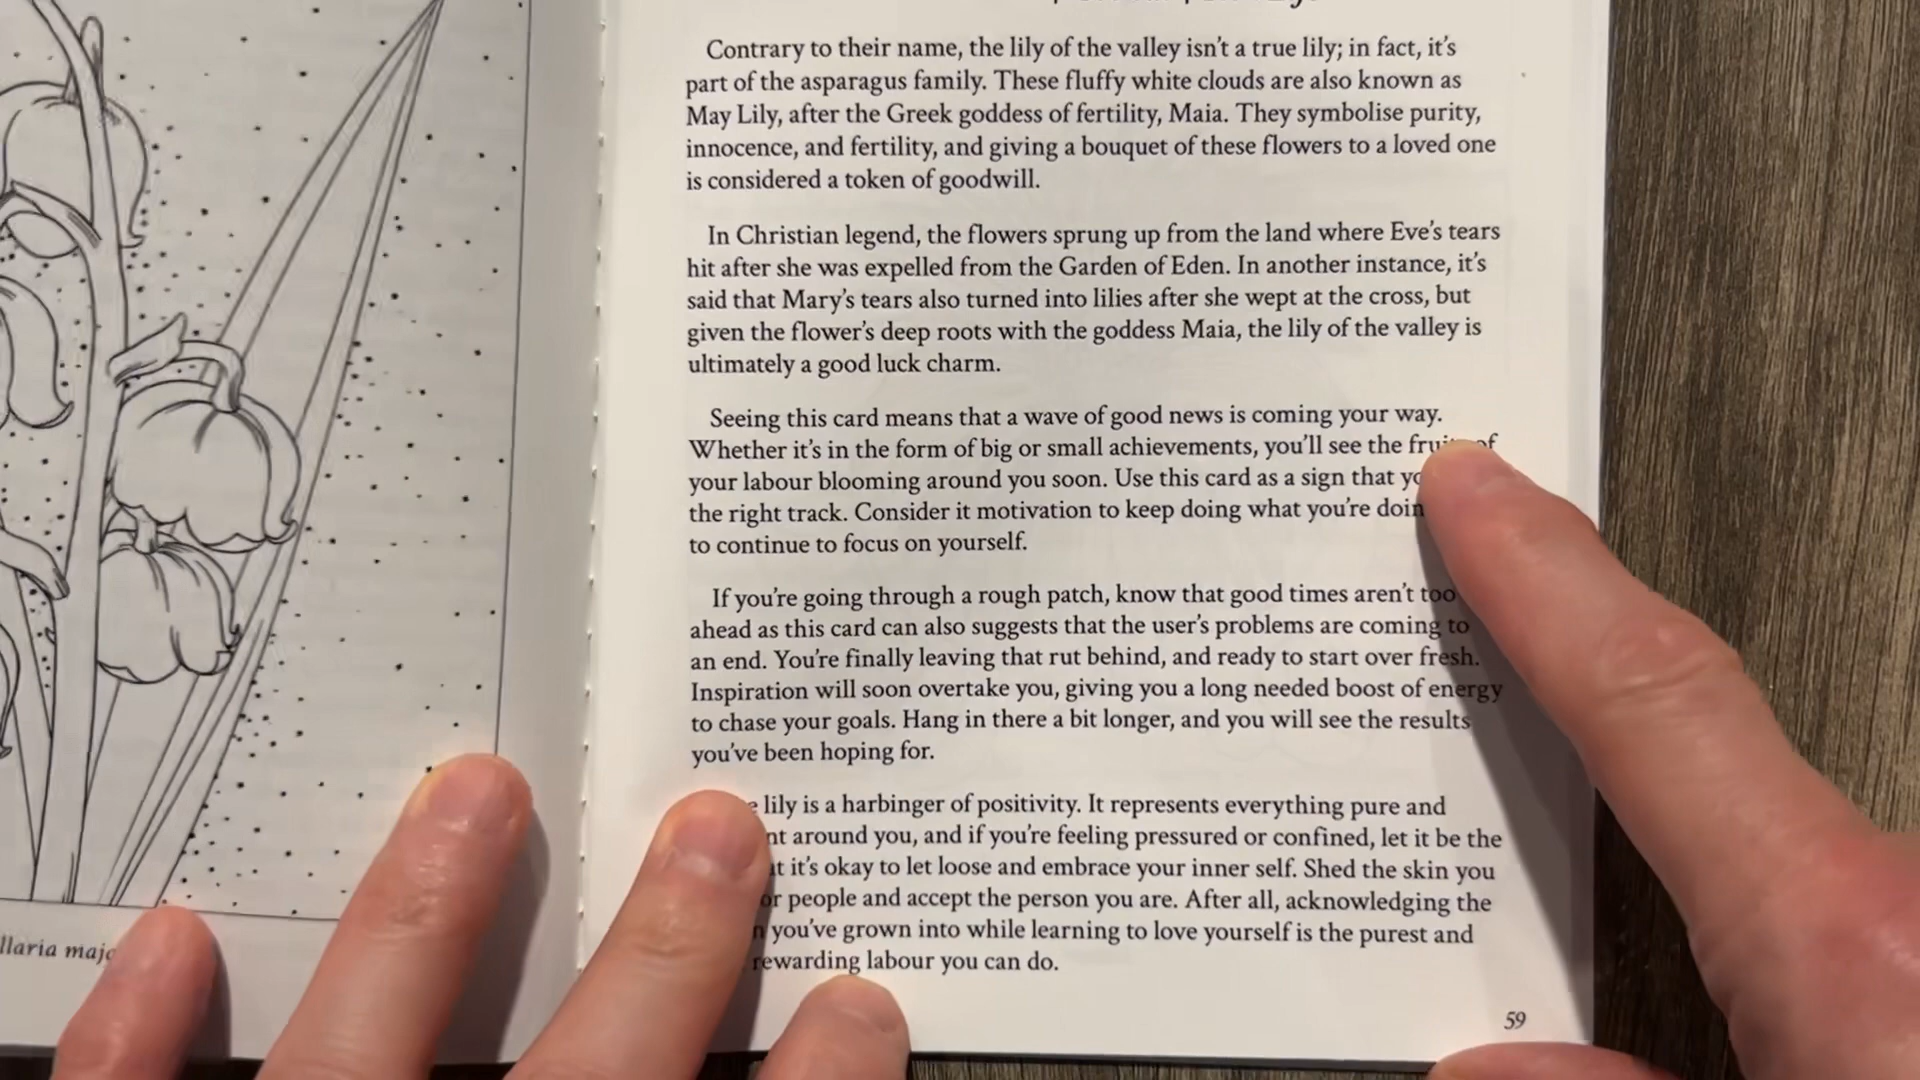 Contrary to their name, the lily of the valley isn't a true lily; in fact, it's
part of the asparagus family. These fluffy white clouds are also known as
May Lily, after the Greek goddess of fertility, Maia. They symbolise purity,
innocence, and fertility, and giving a bouquet of these flowers to a loved one
is considered a token of goodwill.
In Christian legend, the flowers sprung up from the land where Eve's tears
hit after she was expelled from the Garden of Eden. In another instance, it's
said that Mary's tears also turned into lilies after she wept at the cross, but
given the flower's deep roots with the goddess Maia, the lily of the valley is
ultimately a good luck charm.
Seeing this card means that a wave of good news is coming your way.
Whether it's in the form of big or small achievements, you'll see the of
your labour blooming around you soon. Use this card as a sign that
the right track. Consider it motivation to keep doing what you're
to continue to focus on yourself.
If you're going through a rough patch, know that good times aren't too
ahead as this card can also suggests that the user's problems are coming to
an end. You're finally leaving that rut behind, and ready to start over fresh.
Inspiration will soon overtake you, giving you a long needed boost of energy
to chase your goals. Hang in there a bit longer, and you will see the results
you've been hoping for.
lily is a harbinger of positivity. It represents everything pure and
around you, and if you're feeling pressured or confined, let it be the
it's okay to let loose and embrace your inner self. Shed the skin you
people and accept the person you are. After all, acknowledging the
you've grown into while learning to love yourself is the purest and
rewarding labour you can do.
59